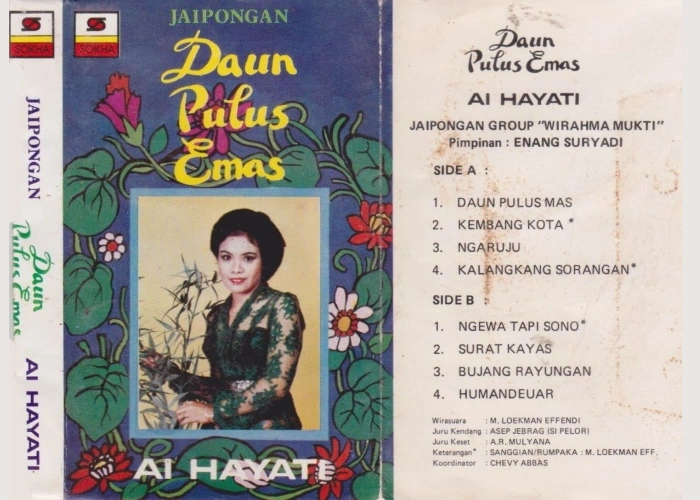 SOKHA
JAIPONGAN
Daun
Pulus Emas
AI HAYATI
SOKHA
JAIPONGAN
Daun
Pulus
Emas
AI HAYATI
Daun
Pulus Emas
AI HAYATI
JAIPONGAN GROUP "WIRAHMA MUKTI"
Pimpinan : ENANG SURYADI
SIDE A :
1. DAUN PULUS MAS
2. KEMBANG KOTA *
3. NGARUJU
4. KALANGKANG SORANGAN *
SIDE B :
1. NGEWA TAPI SONO *
2. SURAT KAYAS
3. BUJANG RAYUNGAN
4. HUMANDEUAR
Wirasuara : M. LOEKMAN EFFENDI
Juru Kendang : ASEP JEBRAG (SI PELOR)
Juru Keset : A.R. MULYANA
Keterangan * : SANGGIAN/RUMPAKA : M. LOEKMAN EFF.
Koordinator : CHEVY ABBAS